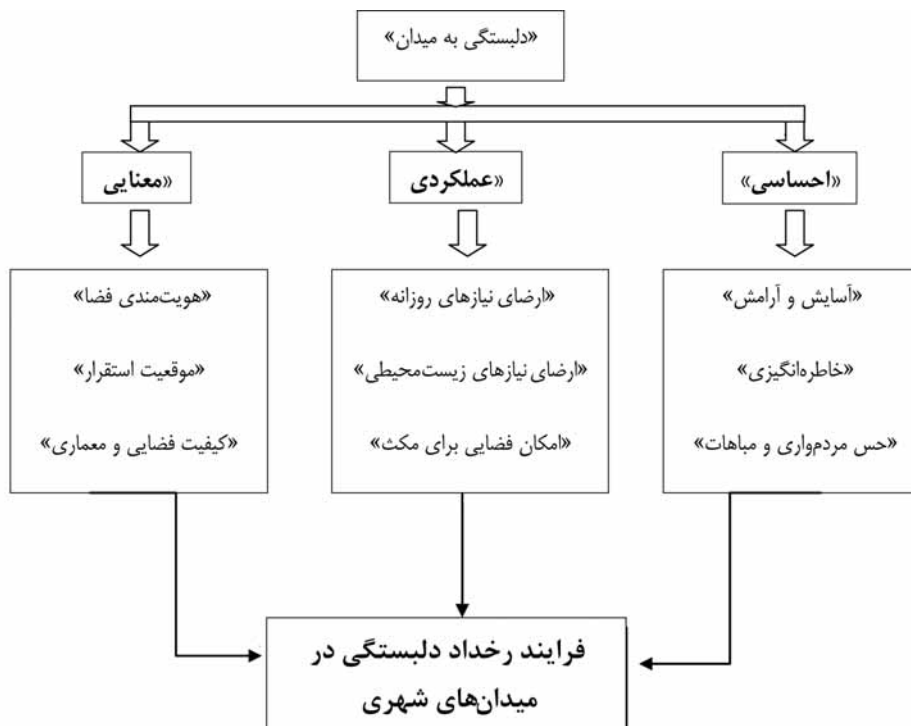 «دلبستگی به میدان»
«احساسی»
«عملکردی
«معنایی
«آسایش و آرامش»
«خاطره‌انگیزی»
«حس مردم‌واری و مباهات»
«ارضای نیازهای روزانه»
«ارضای نیازهای زیست‌محیطی»
«امکان فضایی برای مکث»
«هویت‌مندی فضا»
«موقعیت استقرار»
«کیفیت فضایی و معماری»
فرایند رخداد دلبستگی در
میدان‌های شهری